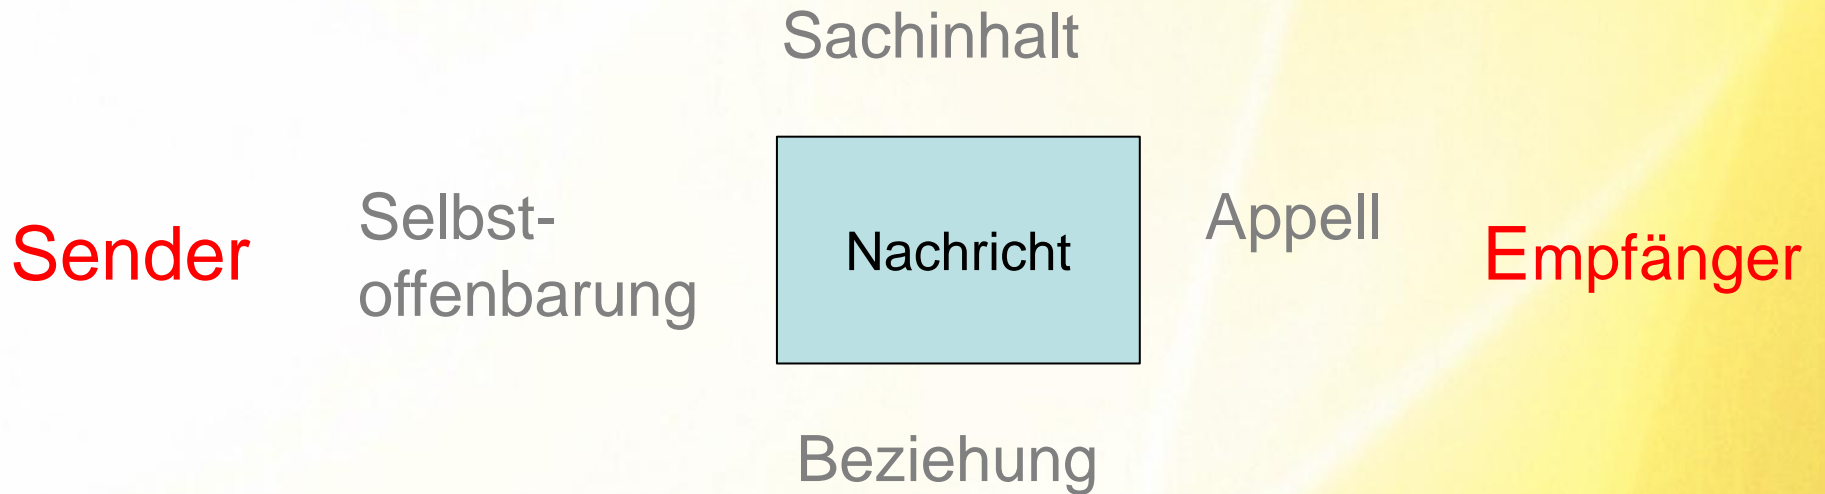 Sachinhalt
Sender
Selbst-
offenbarung
Nachricht
Appell
Empfänger
Beziehung